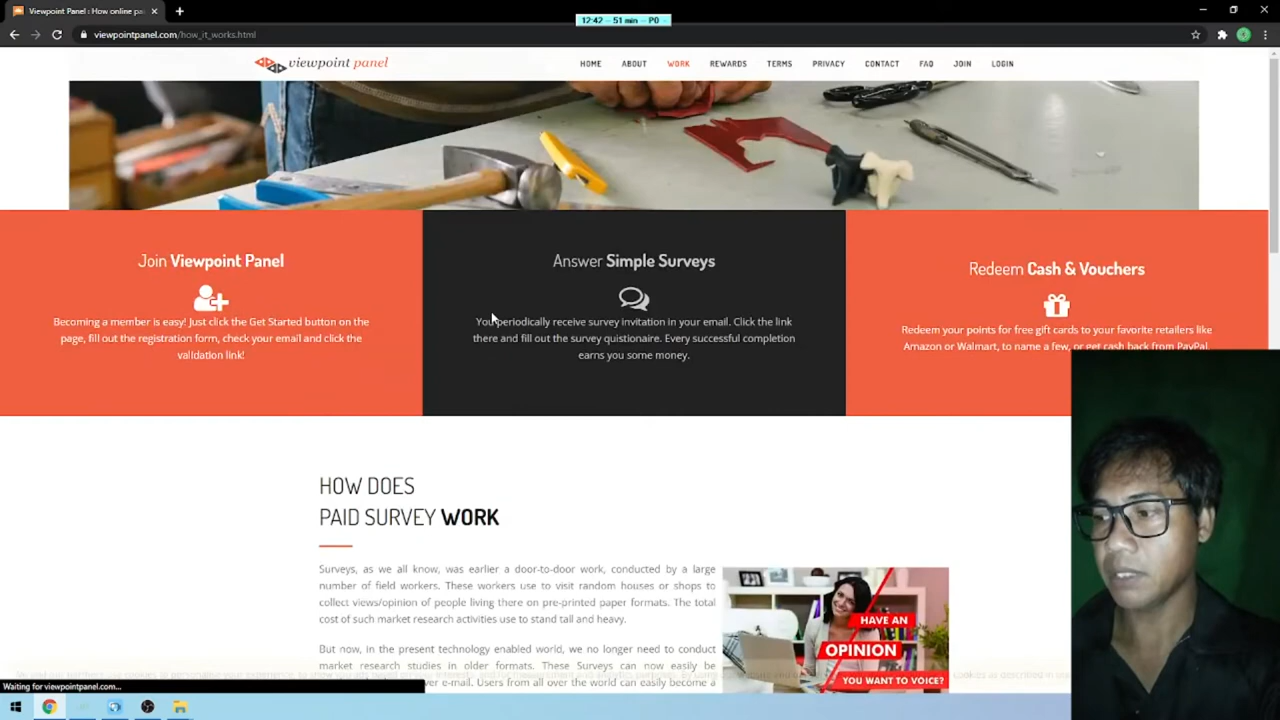 Viewpoint Panel : How online pa
12:42 – 51 min – P0
viewpointpanel.com/how_it_works.html
viewpoint panel
HOME ABOUT WORK REWARDS TERMS PRIVACY CONTACT FAQ JOIN LOGIN
Join Viewpoint Panel
Becoming a member is easy! Just click the Get Started button on the
page, fill out the registration form, check your email and click the
validation link!
Answer Simple Surveys
You periodically receive survey invitation in your email. Click the link
there and fill out the survey quistionaire. Every successful completion
earns you some money.
Redeem Cash & Vouchers
Redeem your points for free gift cards to your favorite retailers like
Amazon or Walmart, to name a few, or get cash back from PayPal.
HOW DOES
PAID SURVEY WORK
Surveys, as we all know, was earlier a door-to-door work, conducted by a large
number of field workers. These workers use to visit random houses or shops to
collect views/opinion of people living there on pre-printed paper formats. The total
cost of such market research activities use to stand tall and heavy.
But now, in the present technology enabled world, we no longer need to conduct
market research studies in older formats. These Surveys can now easily be
over e-mail. Users from all over the world can easily become a
HAVE AN
OPINION
YOU WANT TO VOICE?
Waiting for viewpointpanel.com...